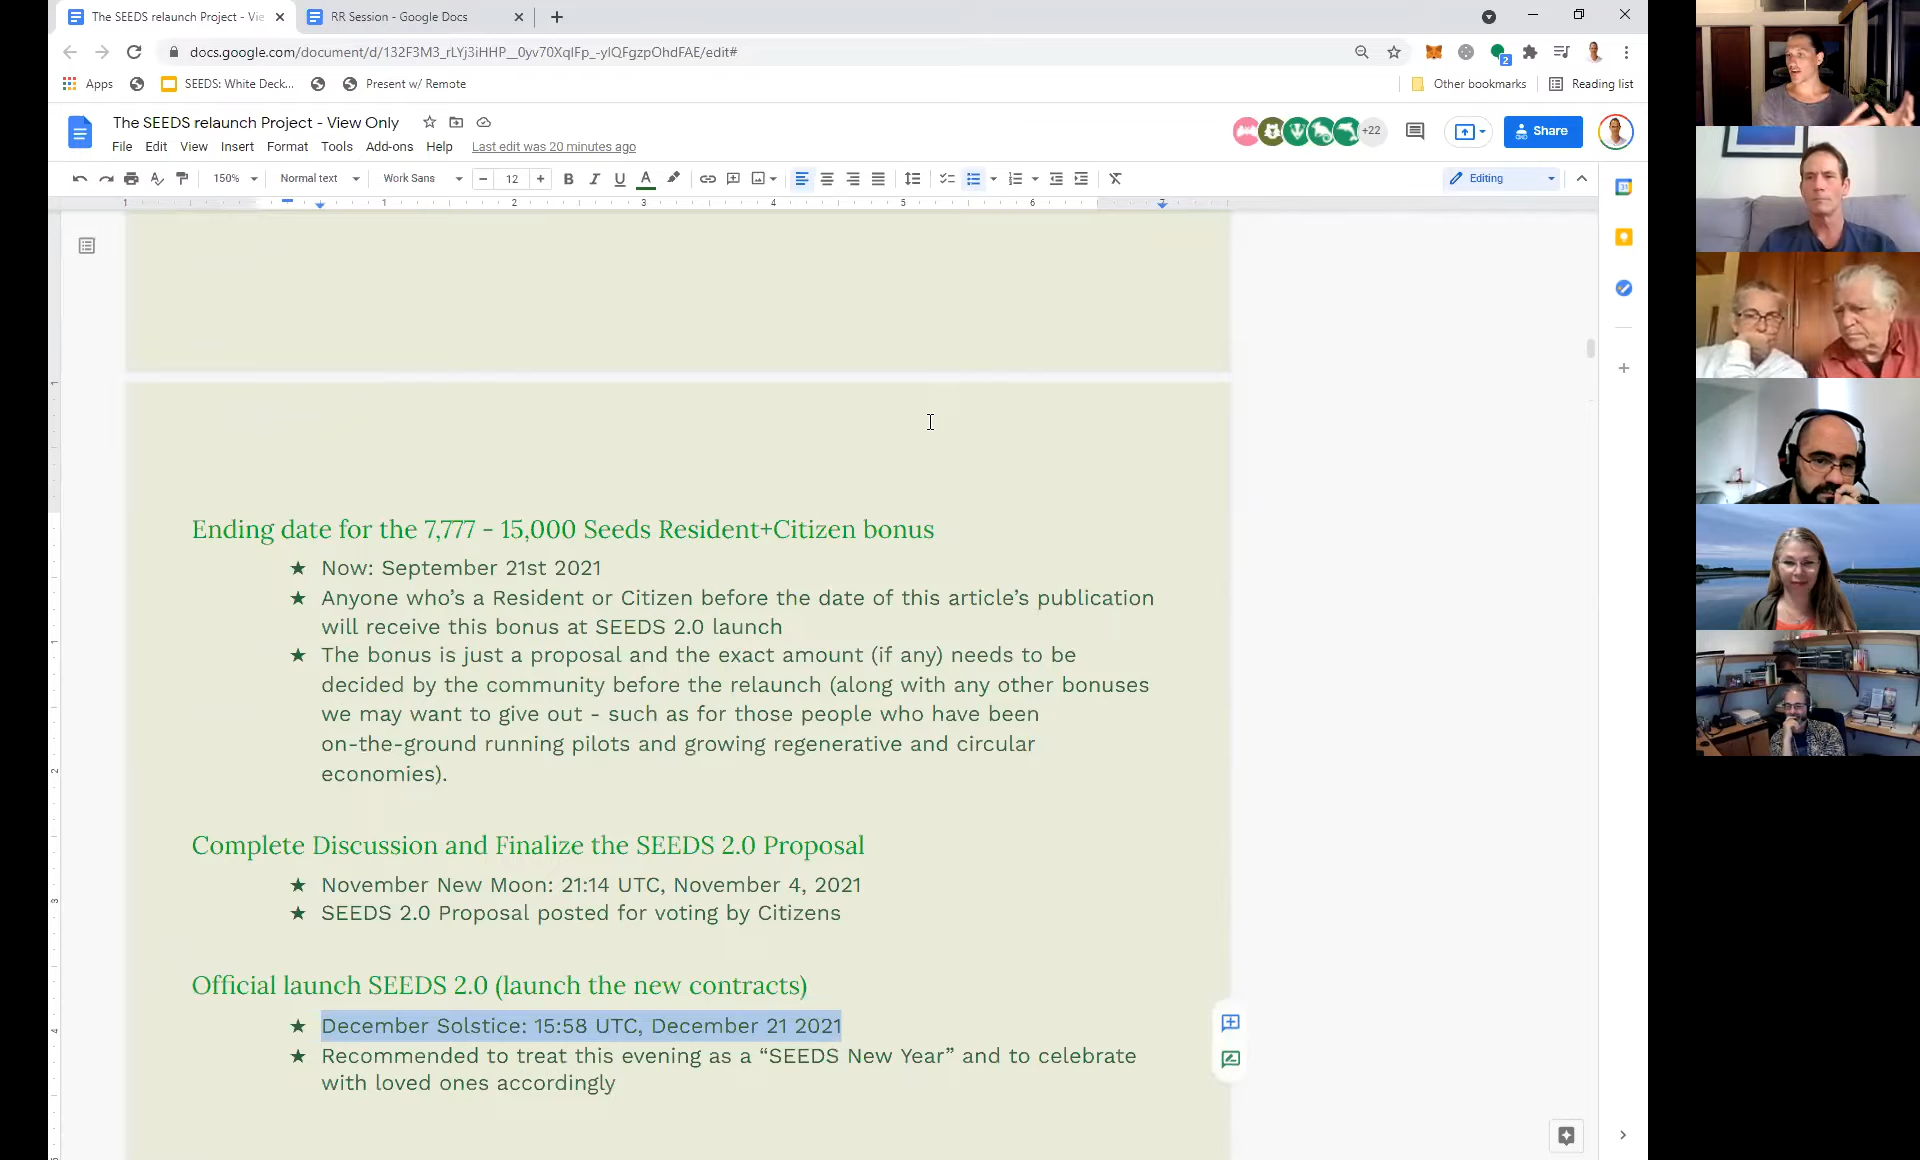 The SEEDS relaunch Project - Vie
RR Session - Google Docs
docs.google.com/document/d/132F3M3_rLYj3iHHP__0yv70XqIFp_-ylQFgzpOhdFAE/edit#
2
Apps
SEEDS: White Deck...
Present w/ Remote
Other bookmarks
Reading list
The SEEDS relaunch Project - View Only
+22
Share
File Edit View Insert Format Tools Add-ons Help Last edit was 20 minutes ago
150% Normal text Work Sans 12 B I U A Editing
1 1 2 3 4 5 6 7
Ending date for the 7,777 - 15,000 Seeds Resident+Citizen bonus
★ Now: September 21st 2021
★ Anyone who's a Resident or Citizen before the date of this article's publication
will receive this bonus at SEEDS 2.0 launch
★ The bonus is just a proposal and the exact amount (if any) needs to be
decided by the community before the relaunch (along with any other bonuses
we may want to give out - such as for those people who have been
on-the-ground running pilots and growing regenerative and circular
economies).
Complete Discussion and Finalize the SEEDS 2.0 Proposal
★ November New Moon: 21:14 UTC, November 4, 2021
★ SEEDS 2.0 Proposal posted for voting by Citizens
Official launch SEEDS 2.0 (launch the new contracts)
★ December Solstice: 15:58 UTC, December 21 2021
★ Recommended to treat this evening as a “SEEDS New Year” and to celebrate
with loved ones accordingly